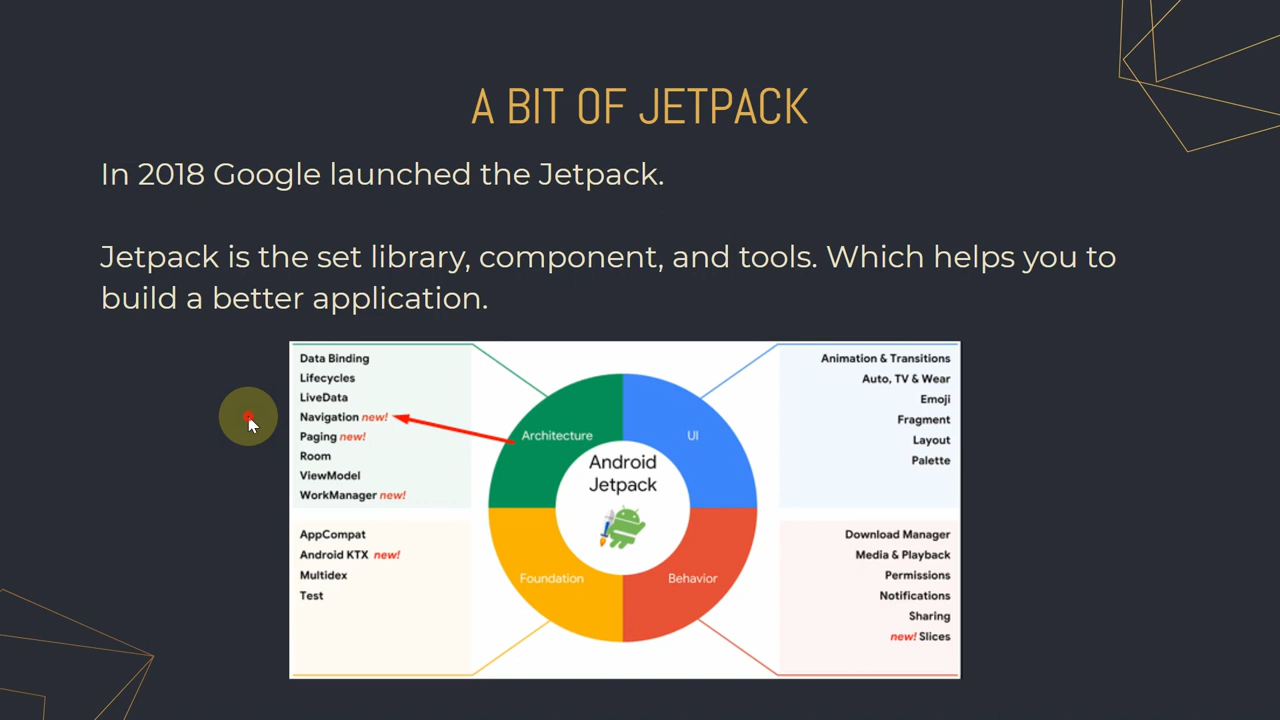 A BIT OF JETPACK
In 2018 Google launched the Jetpack.
Jetpack is the set library, component, and tools. Which helps you to
build a better application.
Data Binding
Lifecycles
LiveData
Navigation new!
Paging new!
Room
ViewModel
WorkManager new!
Animation & Transitions
Auto, TV & Wear
Emoji
Fragment
Layout
Palette
Architecture
UI
Android
Jetpack
Foundation
Behavior
AppCompat
Android KTX new!
Multidex
Test
Download Manager
Media & Playback
Permissions
Notifications
Sharing
new! Slices